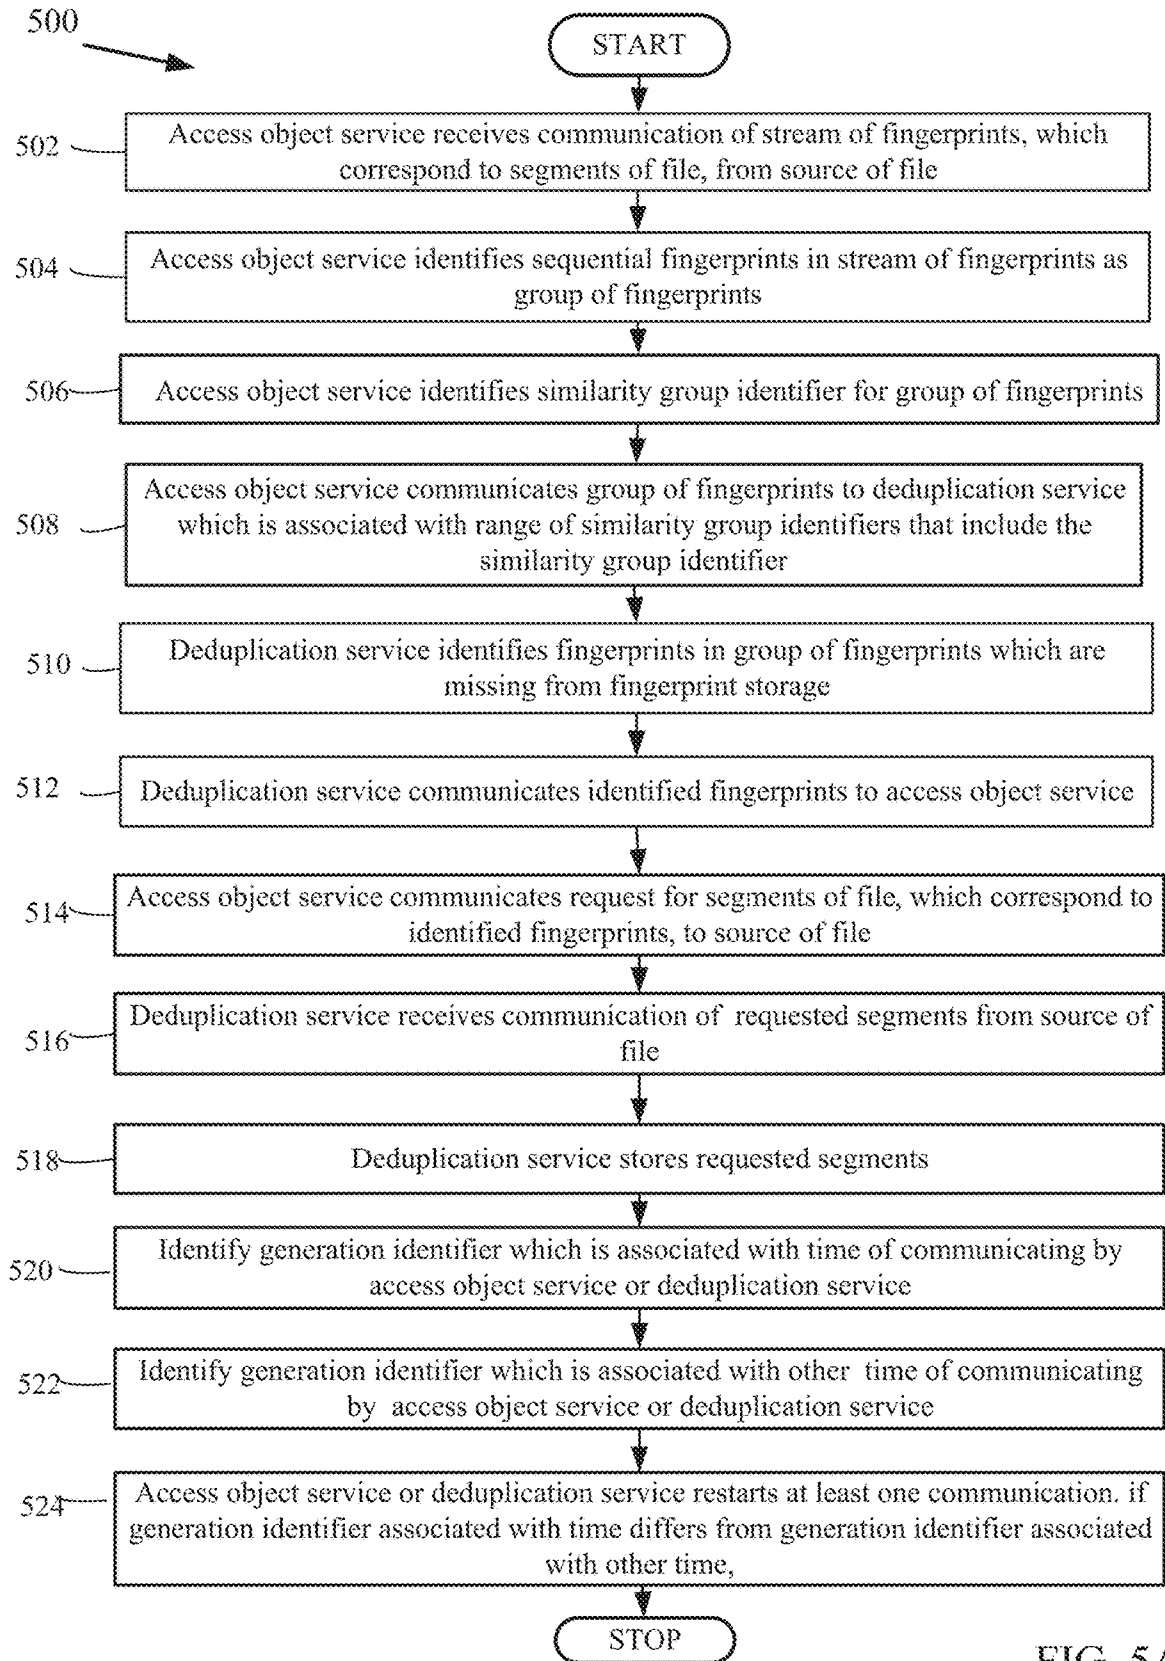 500
START
502
Access object service receives communication of stream of fingerprints, which
correspond to segments of file, from source of file
504
Access object service identifies sequential fingerprints in stream of fingerprints as
group of fingerprints
506
Access object service identifies similarity group identifier for group of fingerprints
508
Access object service communicates group of fingerprints to deduplication service
which is associated with range of similarity group identifiers that include the
similarity group identifier
510
Deduplication service identifies fingerprints in group of fingerprints which are
missing from fingerprint storage
512
Deduplication service communicates identified fingerprints to access object service
514
Access object service communicates request for segments of file, which correspond to
identified fingerprints, to source of file
516
Deduplication service receives communication of requested segments from source of
file
518
Deduplication service stores requested segments
520
Identify generation identifier which is associated with time of communicating by
access object service or deduplication service
522
Identify generation identifier which is associated with other time of communicating
by access object service or deduplication service
524
Access object service or deduplication service restarts at least one communication. if
generation identifier associated with time differs from generation identifier associated
with other time,
STOP
FIG. 5A